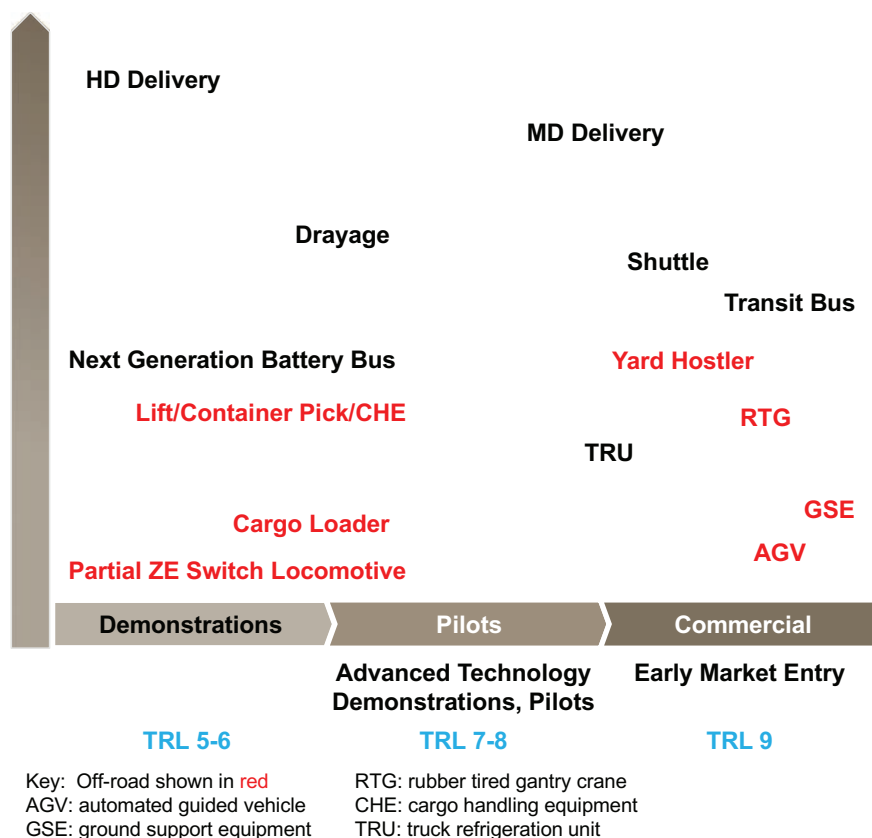 HD Delivery
MD Delivery
Drayage
Shuttle
Transit Bus
Next Generation Battery Bus
Yard Hostler
Lift/Container Pick/CHE
RTG
TRU
GSE
Cargo Loader
AGV
Partial ZE Switch Locomotive
Demonstrations
Pilots
Commercial
Advanced Technology
Demonstrations, Pilots
Early Market Entry
TRL 5-6
TRL 7-8
TRL 9
Key: Off-road shown in red
AGV: automated guided vehicle
GSE: ground support equipment
RTG: rubber tired gantry crane
CHE: cargo handling equipment
TRU: truck refrigeration unit